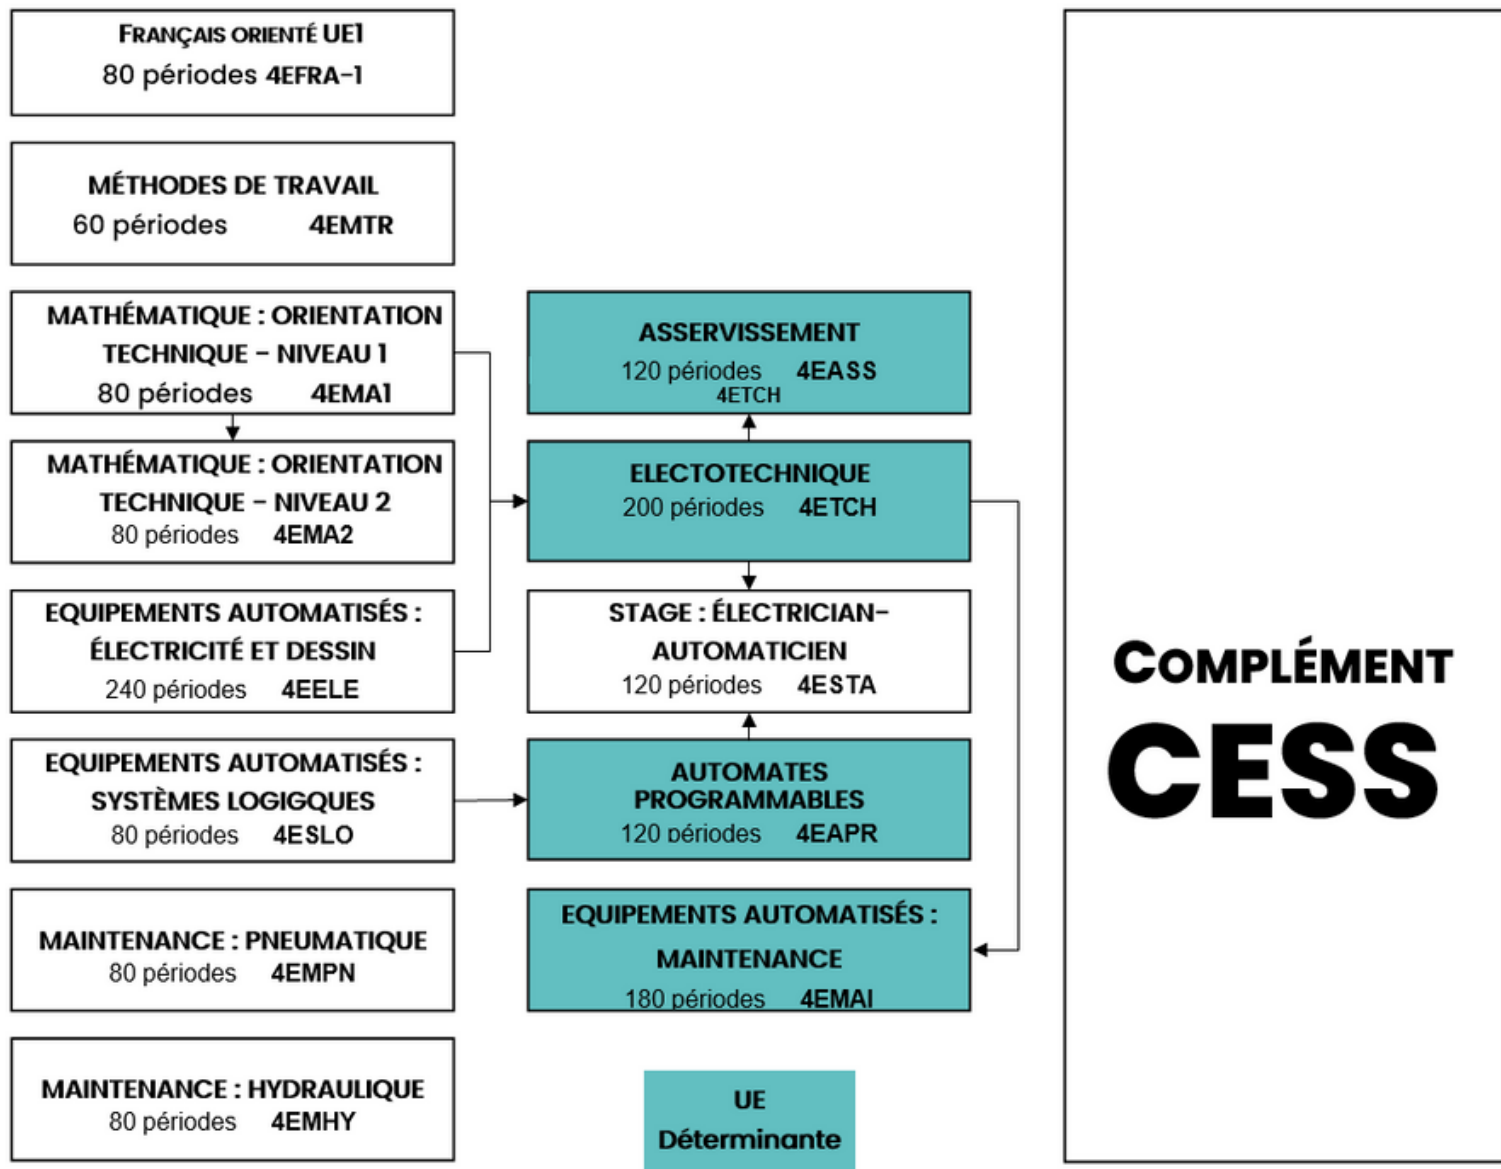 FRANÇAIS ORIENTÉ UE1
80 périodes 4EFRA-1
MÉTHODES DE TRAVAIL
60 périodes 4EMTR
MATHÉMATIQUE : ORIENTATION
TECHNIQUE – NIVEAU 1
80 périodes 4EMA1
MATHÉMATIQUE : ORIENTATION
TECHNIQUE – NIVEAU 2
80 périodes 4EMA2
EQUIPEMENTS AUTOMATISÉS :
ÉLECTRICITÉ ET DESSIN
240 périodes 4EELE
EQUIPEMENTS AUTOMATISÉS :
SYSTÈMES LOGIGQUES
80 périodes 4ESLO
MAINTENANCE : PNEUMATIQUE
80 périodes 4EMPN
MAINTENANCE : HYDRAULIQUE
80 périodes 4EMHY
ASSERVISSEMENT
120 périodes 4EASS
4ETCH
ELECTOTECHNIQUE
200 périodes 4ETCH
STAGE : ÉLECTRICIAN-
AUTOMATICIEN
120 périodes 4ESTA
AUTOMATES
PROGRAMMABLES
120 périodes 4EAPR
EQUIPEMENTS AUTOMATISÉS :
MAINTENANCE
180 périodes 4EMAI
UE
Déterminante
COMPLÉMENT
CESS